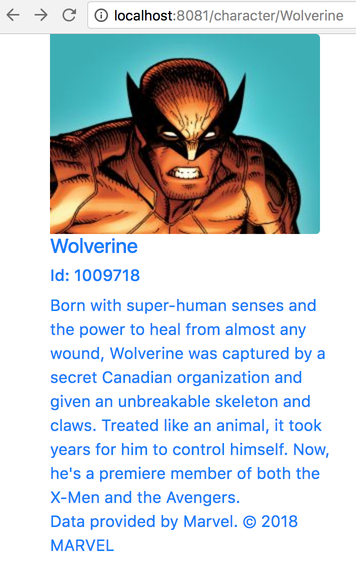 localhost:8081/character/Wolverine
Wolverine
Id: 1009718
Born with super-human senses and
the power to heal from almost any
wound, Wolverine was captured by a
secret Canadian organization and
given an unbreakable skeleton and
claws. Treated like an animal, it took
years for him to control himself. Now,
he's a premiere member of both the
X-Men and the Avengers.
Data provided by Marvel. © 2018
MARVEL